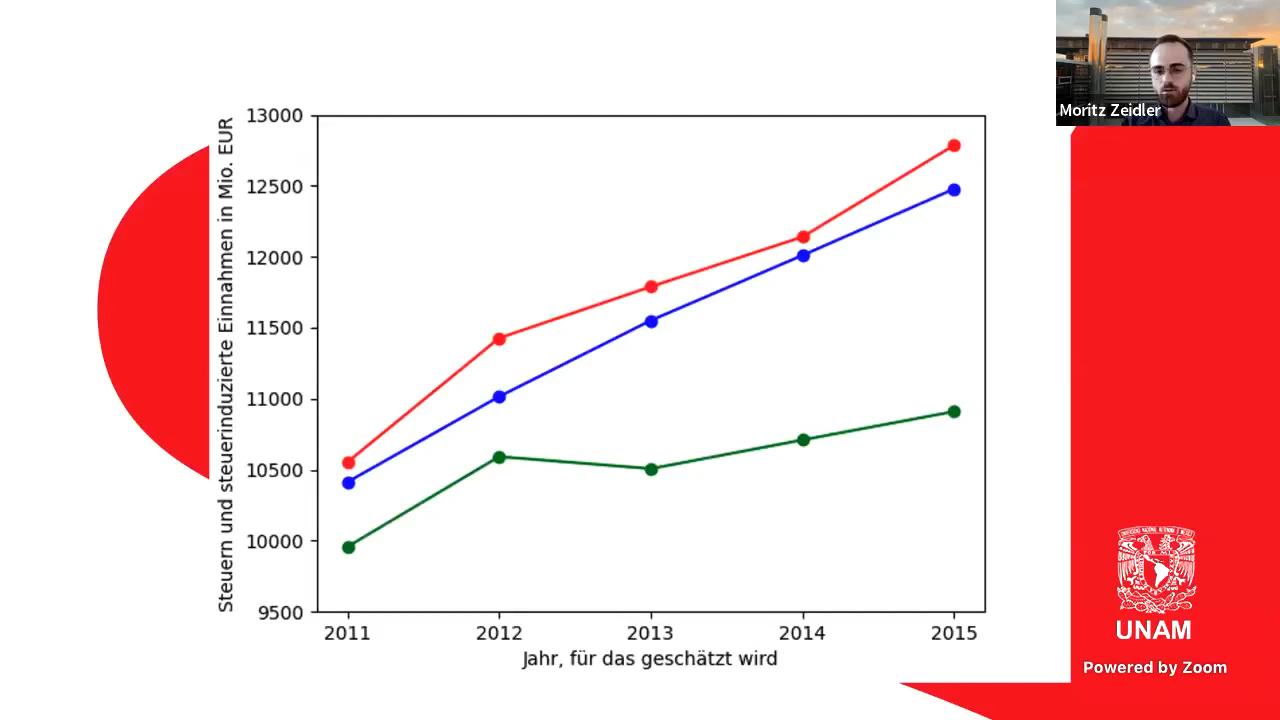 Moritz Zeidler
Steuern und steuerinduzierte Einnahmen in Mio. EUR
13000
12500
12000
11500
11000
10500
10000
9500
2011 2012 2013 2014 2015
Jahr, für das geschätzt wird
UNAM
Powered by Zoom